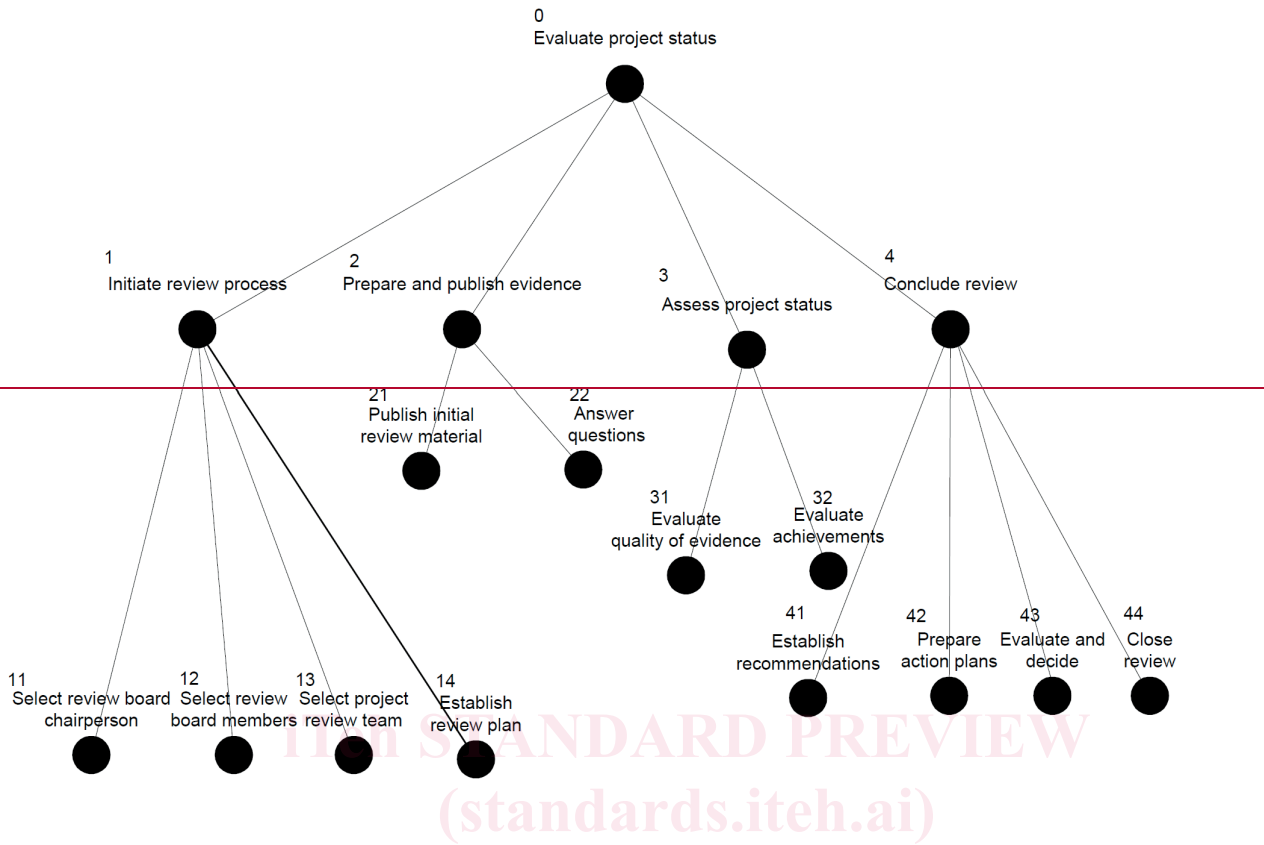 0
Evaluate project status
1
Initiate review process
2
Prepare and publish evidence
3
Assess project status
4
Conclude review
21
Publish initial
review material
22
Answer
questions
31
Evaluate
quality of evidence
32
Evaluate
achievements
41
Establish
recommendations
42
Prepare
action plans
43
Evaluate and
decide
44
Close
review
11
Select review board
chairperson
12
Select review
board members
13
Select project
review team
14
Establish
review plan
iTeh STANDARD PREVIEW
(standards.iteh.ai)